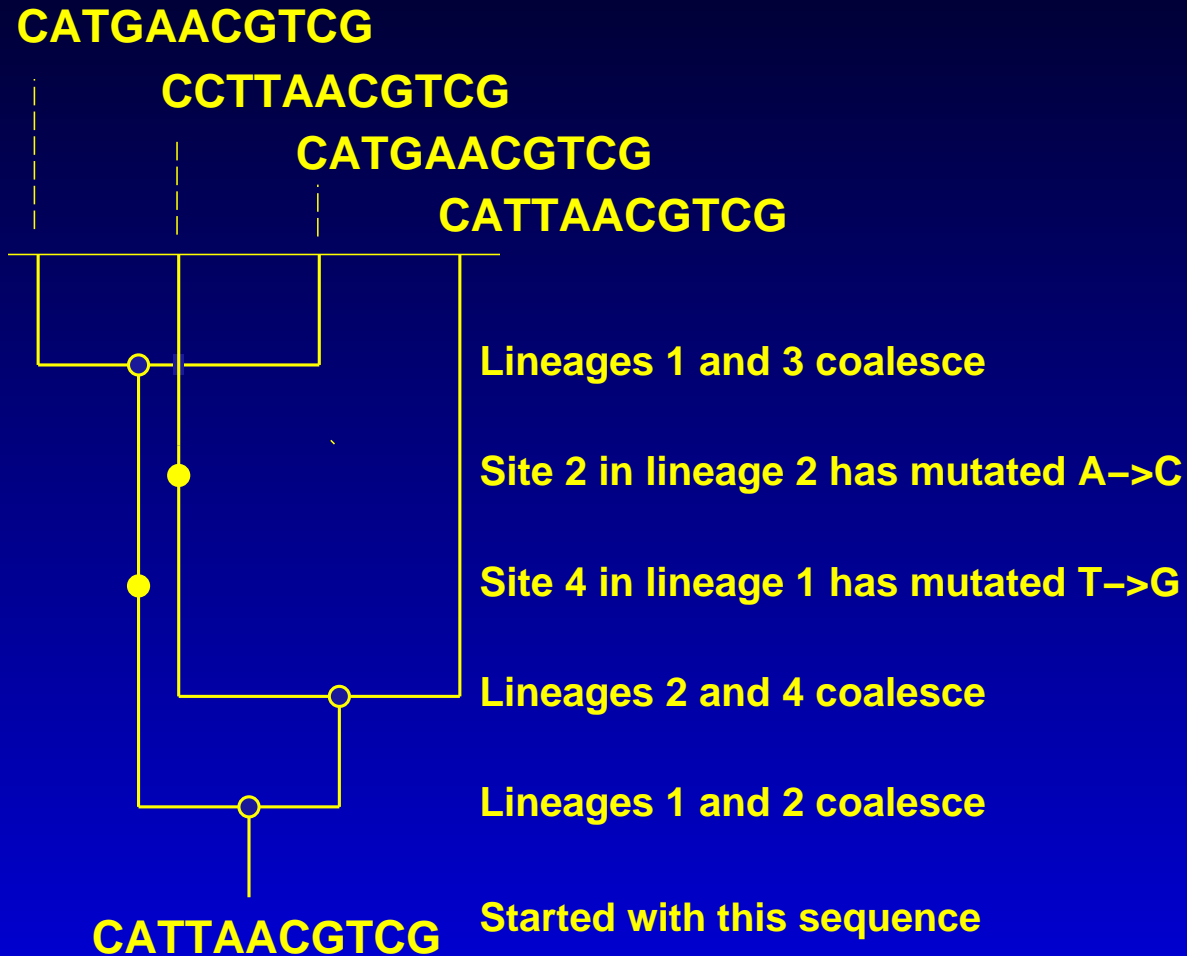 CATGAACGTCG
CCTTAACGTCG
CATGAACGTCG
CATTAACGTCG
Lineages 1 and 3 coalesce
Site 2 in lineage 2 has mutated A−>C
Site 4 in lineage 1 has mutated T−>G
Lineages 2 and 4 coalesce
Lineages 1 and 2 coalesce
Started with this sequence
CATTAACGTCG